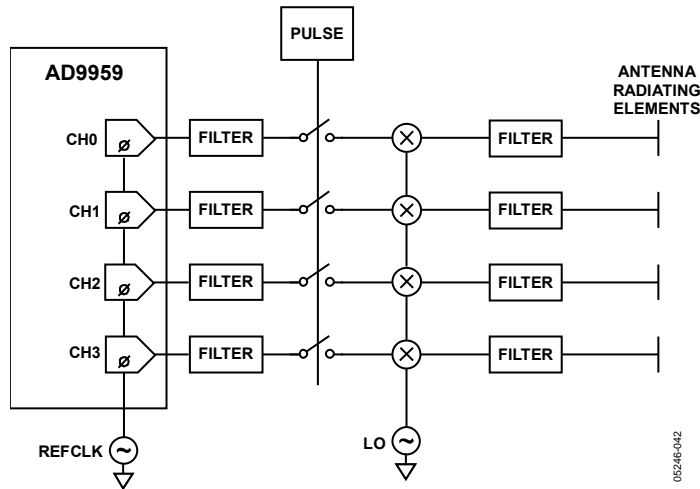 PULSE
AD9959
ANTENNA
RADIATING
ELEMENTS
CH0
FILTER
FILTER
CH1
FILTER
FILTER
CH2
FILTER
FILTER
CH3
FILTER
FILTER
REFCLK
LO
05246-042